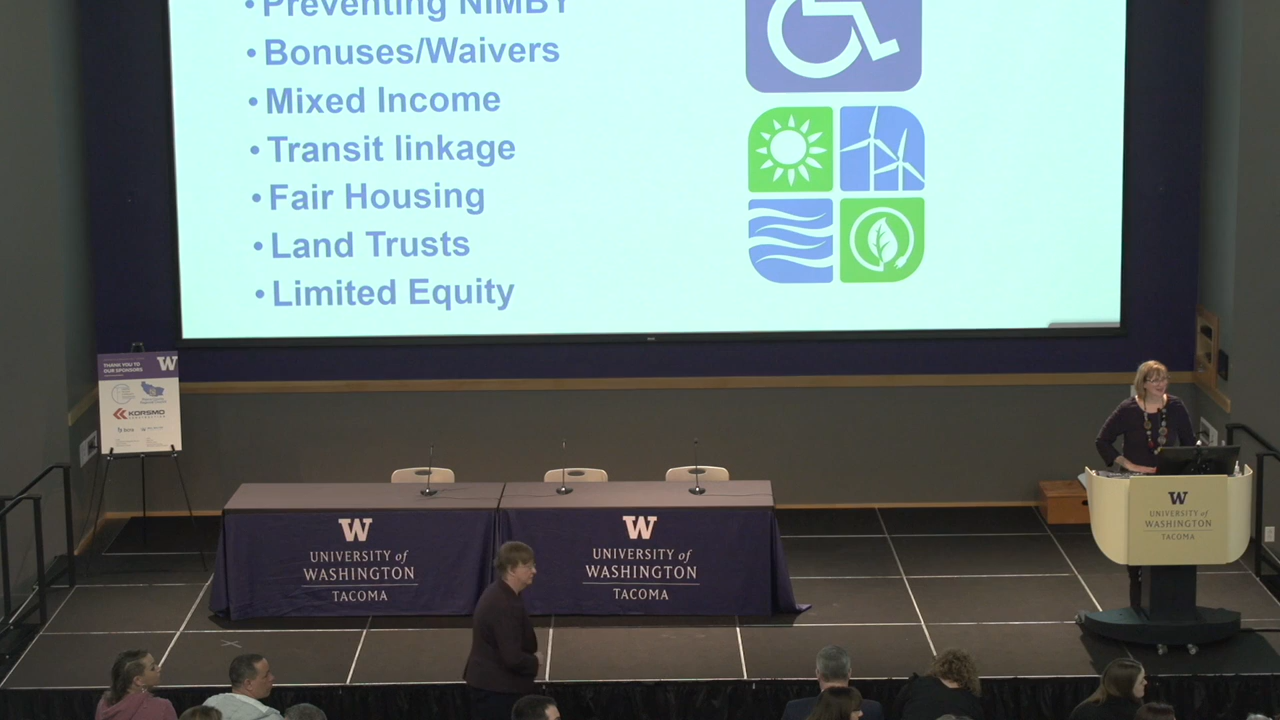 • Preventing NIMBY
• Bonuses/Waivers
• Mixed Income
• Transit linkage
• Fair Housing
• Land Trusts
• Limited Equity
THANK YOU TO
OUR SPONSORS
W
KORSMO
CONSTRUCTION
W
UNIVERSITY of
WASHINGTON
TACOMA
W
UNIVERSITY of
WASHINGTON
TACOMA
W
UNIVERSITY of
WASHINGTON
TACOMA